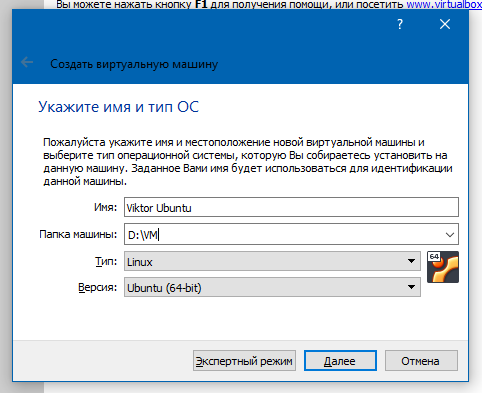 Вы можете нажать кнопку F1 для получения помощи, или посетить www.virtualbox
?
Создать виртуальную машину
Укажите имя и тип ОС
Пожалуйста укажите имя и местоположение новой виртуальной машины и
выберите тип операционной системы, которую Вы собираетесь установить на
данную машину. Заданное Вами имя будет использоваться для идентификации
данной машины.
Имя: Viktor Ubuntu
Папка машины: D:\VM
Тип: Linux
64
Версия: Ubuntu (64-bit)
Экспертный режим Далее Отмена